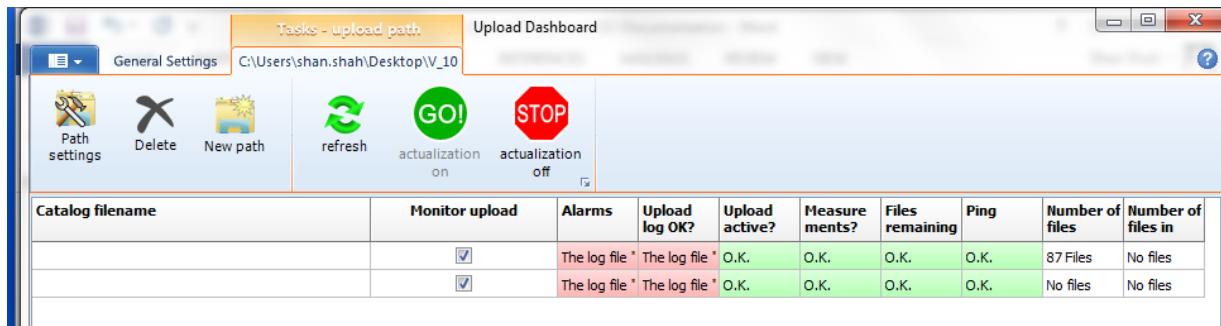 Tasks - upload path
Upload Dashboard
General Settings
C:\Users\shan.shah\Desktop\V_10
Path
settings
Delete
New path
refresh
GO!
actualization
on
STOP
actualization
off
Catalog filename
Monitor upload
Alarms
Upload
log OK?
Upload
active?
Measure
ments?
Files
remaining
Ping
Number of
files
Number of
files in
The log file " The log file " O.K. O.K. O.K. O.K. 87 Files No files
The log file " The log file " O.K. O.K. O.K. O.K. No files No files